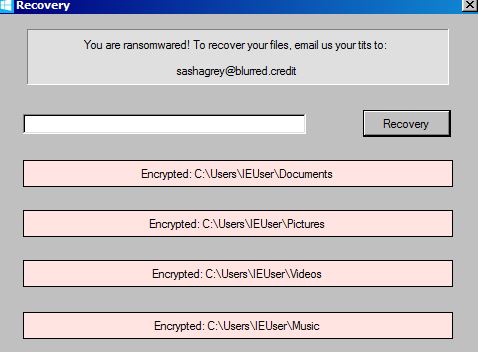 Recovery
You are ransomwared! To recover your files, email us your tits to:
sashagrey@blurred.credit
Recovery
Encrypted: C:\Users\IEUser\Documents
Encrypted: C:\Users\IEUser\Pictures
Encrypted: C:\Users\IEUser\Videos
Encrypted: C:\Users\IEUser\Music